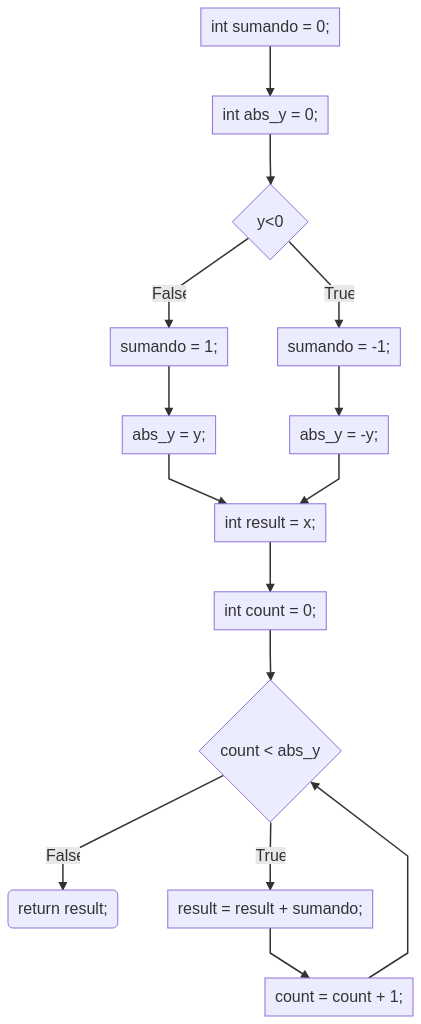 int sumando = 0;
int abs_y = 0;
y<0
False
True
sumando = 1;
sumando = -1;
abs_y = y;
abs_y = -y;
int result = x;
int count = 0;
count < abs_y
False
True
return result;
result = result + sumando;
count = count + 1;